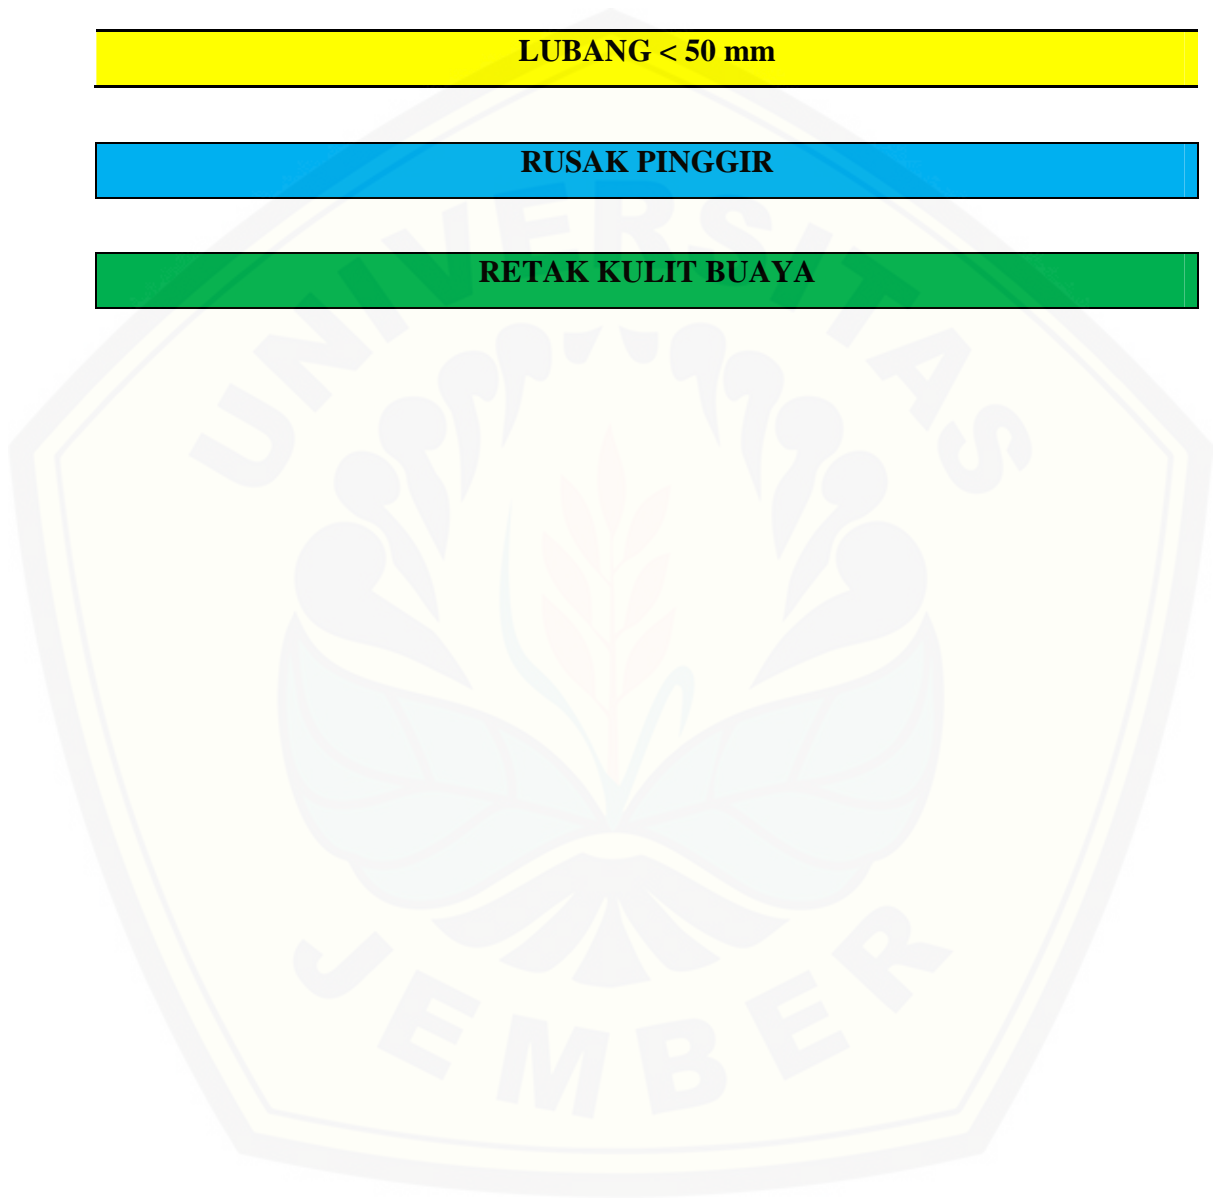 LUBANG < 50 mm
RUSAK PINGGIR
RETAK KULIT BUAYA
UNIVERSITAS
JEMBER